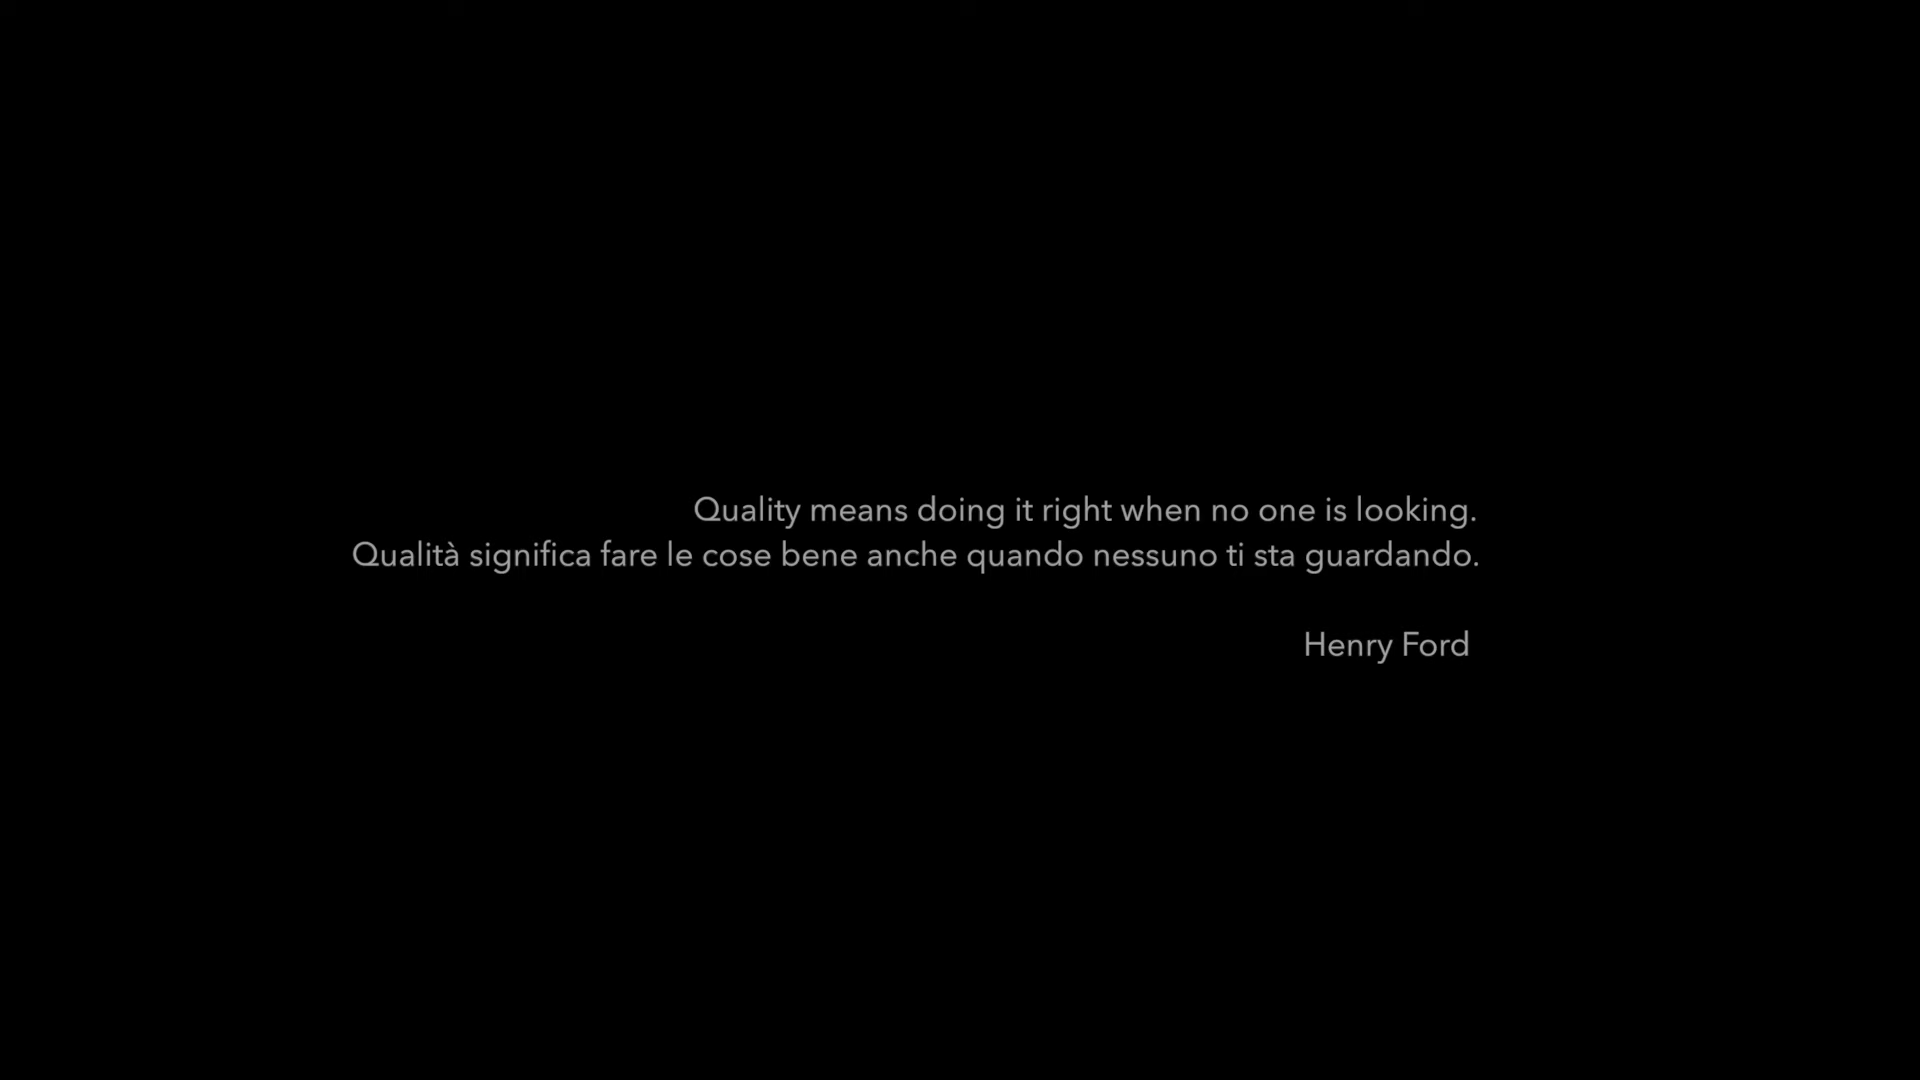 Quality means doing it right when no one is looking.
Qualità significa fare le cose bene anche quando nessuno ti sta guardando.
Henry Ford